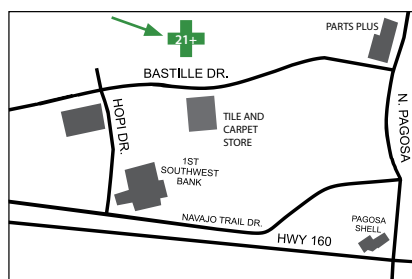 PARTS PLUS
21+
BASTILLE DR.
N. PAGOSA
HOPI DR.
TILE AND
CARPET
STORE
1ST
SOUTHWEST
BANK
NAVAJO TRAIL DR.
PAGOSA
SHELL
HWY 160